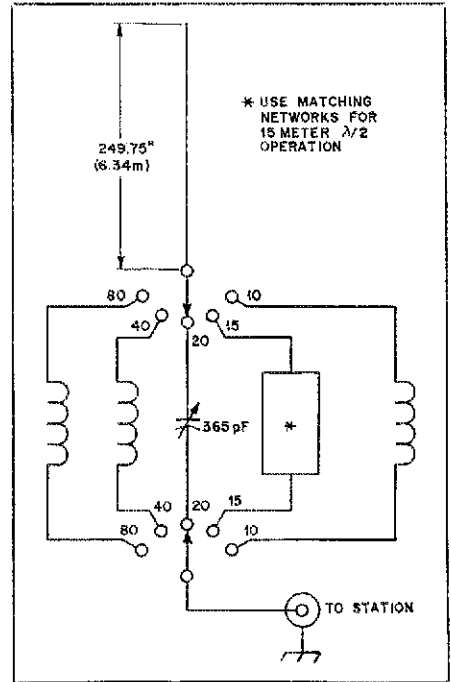 * USE MATCHING
NETWORKS FOR
15 METER λ/2
OPERATION
249.75"
(6.34m)
80
40
20
15
10
365 pF
*
80
40
20
15
10
TO STATION